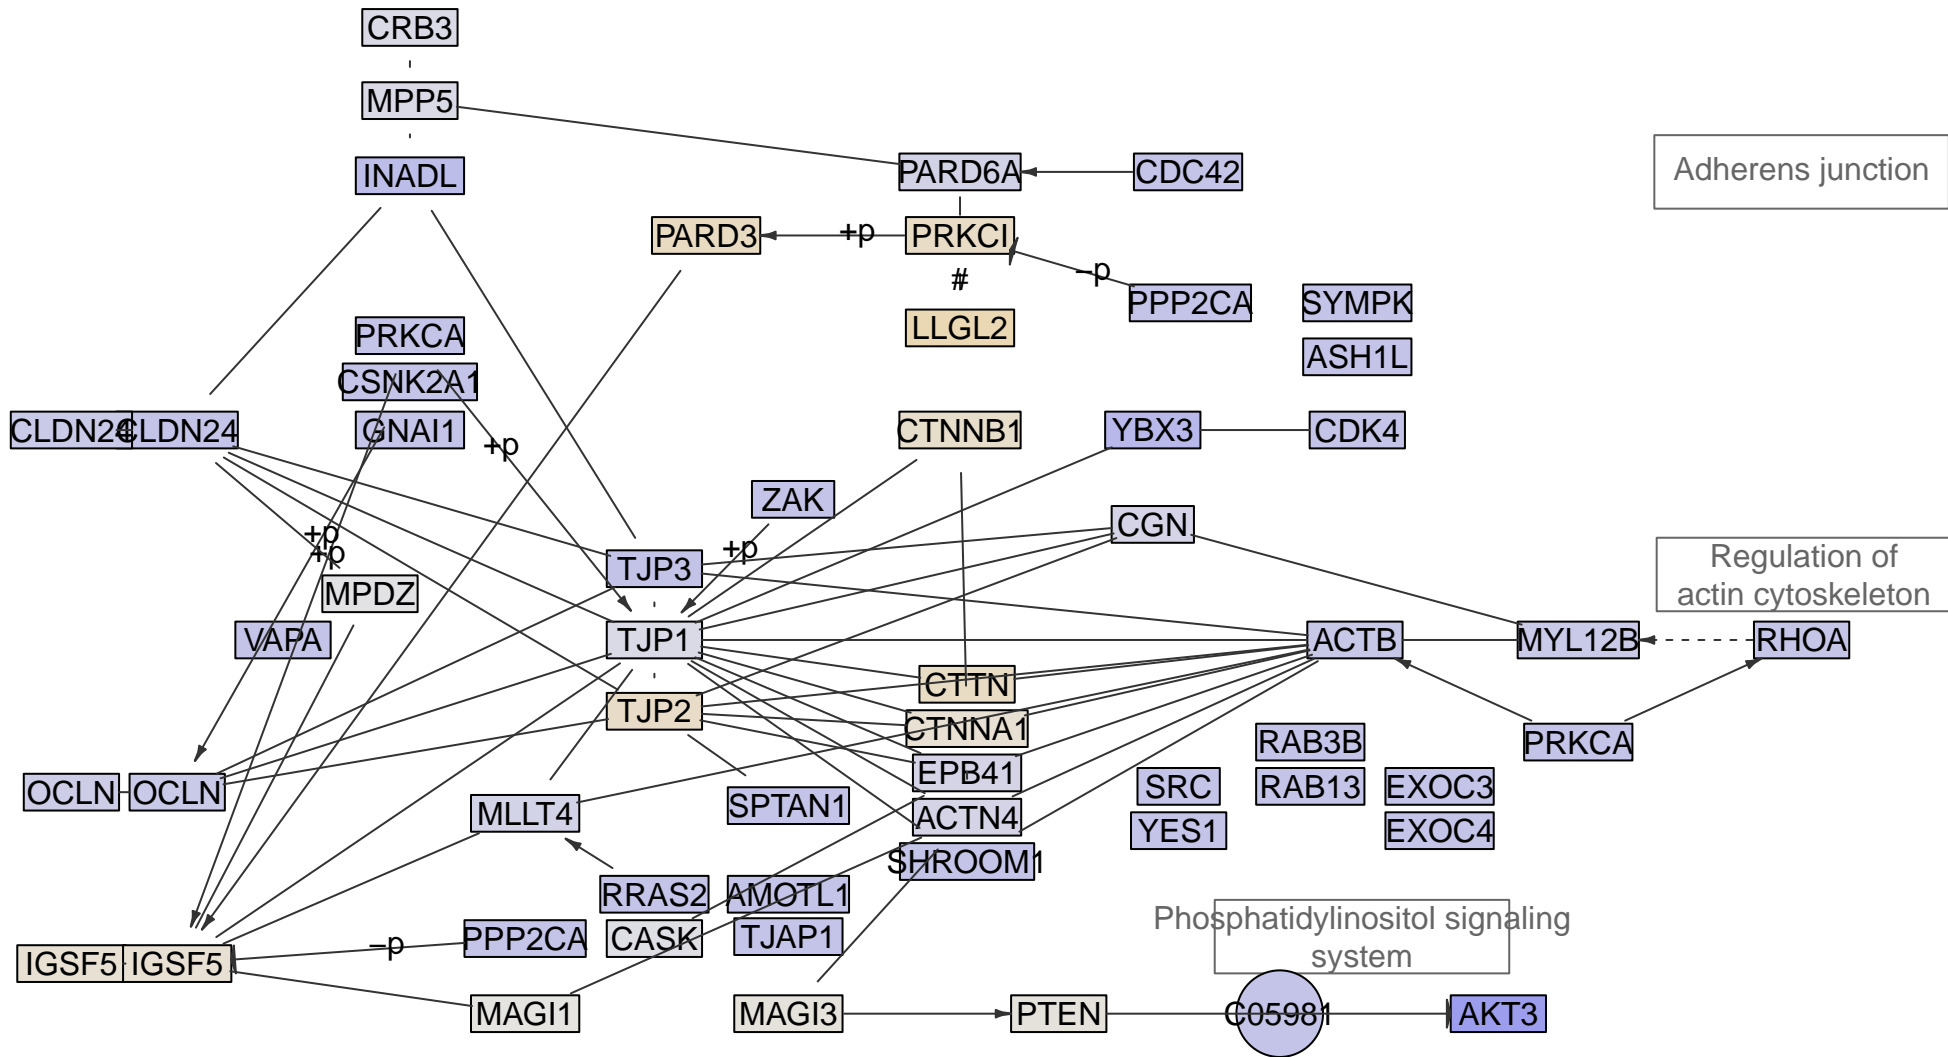 CRB3
MPP5
INADL
PARD6A
CDC42
Adherens junction
PARD3
+p
PRKCI
–p
#
PPP2CA
SYMPK
PRKCA
LLGL2
ASH1L
CSNK2A1
CLDN24
CLDN24
GNAI1
+p
CTNNB1
YBX3
CDK4
ZAK
CGN
+p
+p
+p
TJP3
Regulation of
actin cytoskeleton
MPDZ
VAPA
TJP1
ACTB
MYL12B
RHOA
CTTN
TJP2
CTNNA1
RAB3B
PRKCA
EPB41
OCLN
OCLN
SRC
RAB13
EXOC3
MLLT4
SPTAN1
ACTN4
YES1
EXOC4
SHROOM1
RRAS2
AMOTL1
Phosphatidylinositol signaling
system
–p
PPP2CA
CASK
TJAP1
IGSF5
IGSF5
MAGI1
MAGI3
PTEN
C05981
AKT3